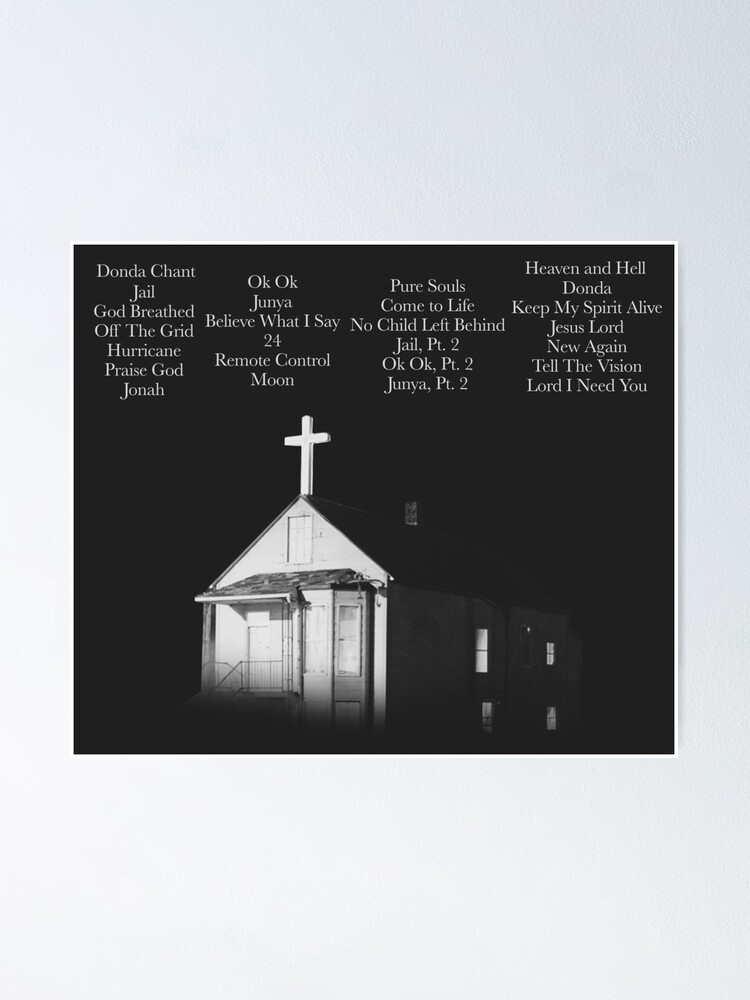 Donda Chant
Jail
God Breathed
Off The Grid
Hurricane
Praise God
Jonah
Ok Ok
Junya
Believe What I Say
24
Remote Control
Moon
Pure Souls
Come to Life
No Child Left Behind
Jail, Pt. 2
Ok Ok, Pt. 2
Junya, Pt. 2
Heaven and Hell
Donda
Keep My Spirit Alive
Jesus Lord
New Again
Tell The Vision
Lord I Need You